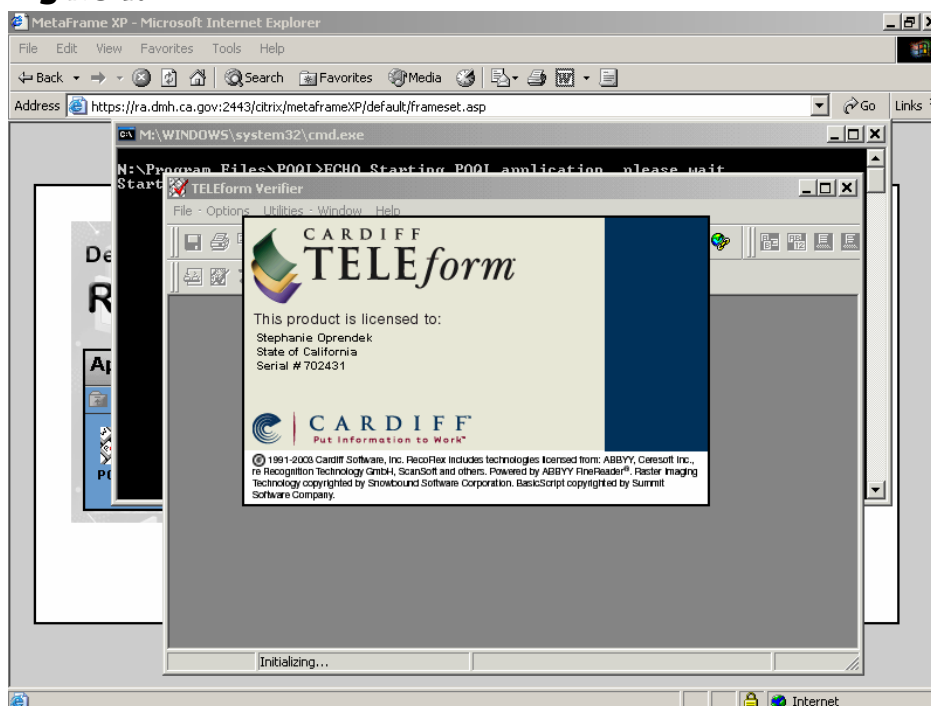 MetaFrame XP - Microsoft Internet Explorer
File Edit View Favorites Tools Help
Back Search Favorites Media
Address https://ra.dmh.ca.gov:2443/citrix/metaframeXP/default/frameset.asp Go Links
M:\WINDOWS\system32\cmd.exe
N:\Program Files\POQI>ECHO Starting POQI application, please wait
Start
TELEform Verifier
File Options Utilities Window Help
CARDIFF
TELEform
This product is licensed to:
Stephanie Oprendek
State of California
Serial # 702431
CARDIFF
Put Information to Work™
© 1991-2003 Cardiff Software, Inc. RecoFlex includes technologies licensed from: ABBYY, Ceresoft Inc.,
re Recognition Technology GmbH, ScanSoft and others. Powered by ABBYY FineReader®. Raster Imaging
Technology copyrighted by Snowbound Software Corporation. BasicScript copyrighted by Summit
Software Company.
De
R
Ap
PO
Initializing...
Internet